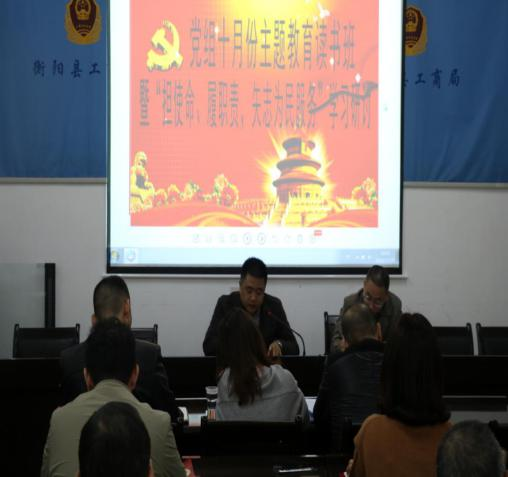 衡阳县工
工商局
党组十月份主题教育读书班
暨“担使命、履职责,矢志为民服务”学习研讨